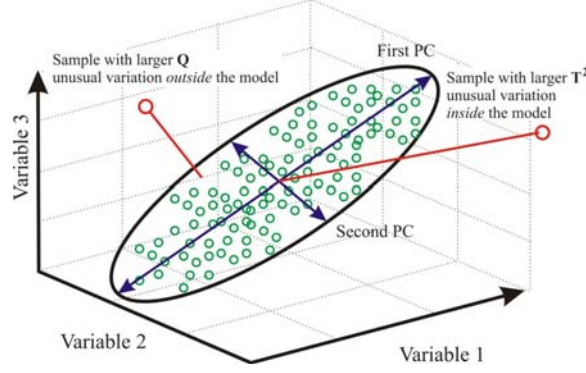 First PC
Sample with larger Q
unusual variation outside the model
Sample with larger T²
unusual variation
inside the model
Variable 3
Second PC
Variable 2
Variable 1